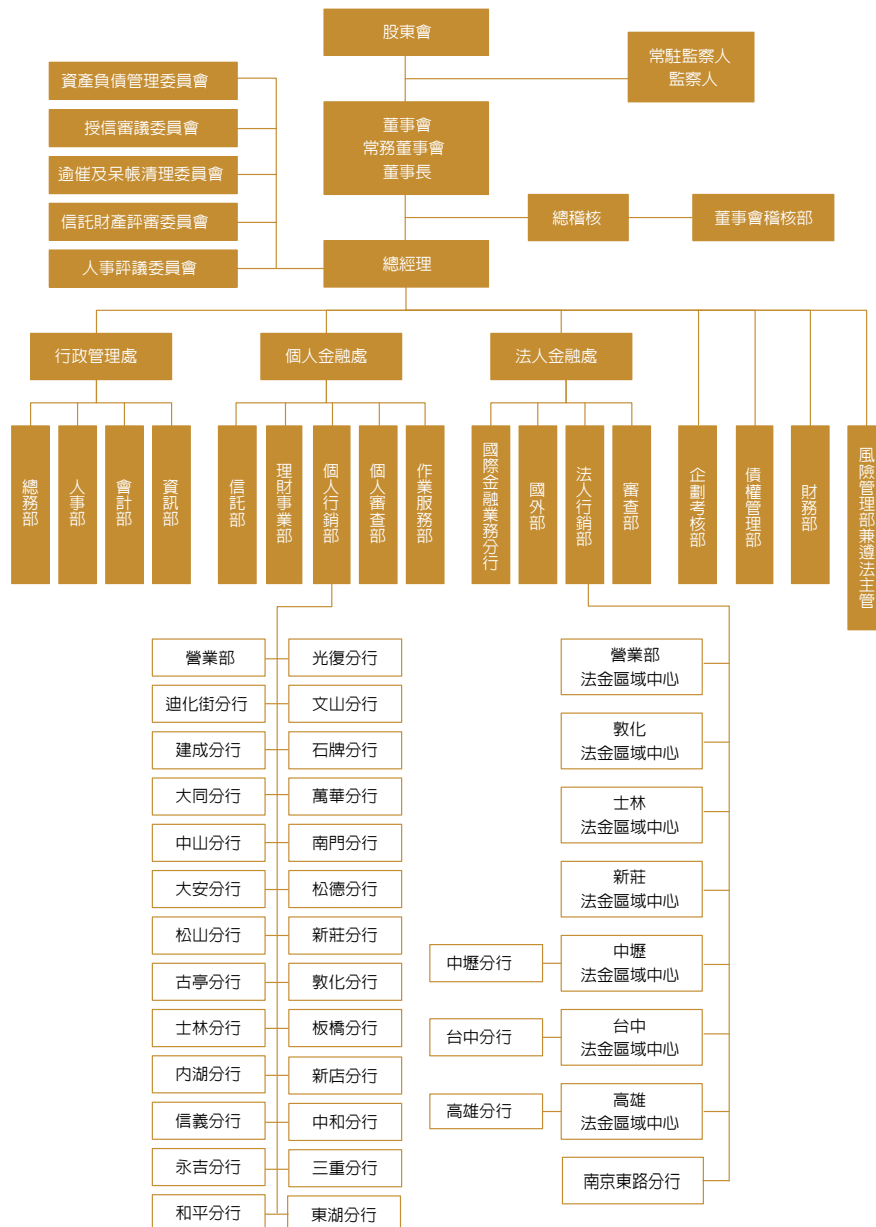 股東會
常駐監察人
監察人
資產負債管理委員會
授信審議委員會
逾催及呆帳清理委員會
信託財產評審委員會
人事評議委員會
董事會
常務董事會
董事長
總稽核
董事會稽核部
總經理
行政管理處
個人金融處
法人金融處
總務部
人事部
會計部
資訊部
信託部
理財事業部
個人行銷部
個人審查部
作業服務部
國際金融業務分行
國外部
法人行銷部
審查部
企劃考核部
債權管理部
財務部
風險管理部兼遵法主管
營業部
光復分行
迪化街分行
文山分行
建成分行
石牌分行
大同分行
萬華分行
中山分行
南門分行
大安分行
松德分行
松山分行
新莊分行
古亭分行
敦化分行
士林分行
板橋分行
內湖分行
新店分行
信義分行
中和分行
永吉分行
三重分行
和平分行
東湖分行
營業部
法金區域中心
敦化
法金區域中心
士林
法金區域中心
新莊
法金區域中心
中壢分行
中壢
法金區域中心
台中分行
台中
法金區域中心
高雄分行
高雄
法金區域中心
南京東路分行